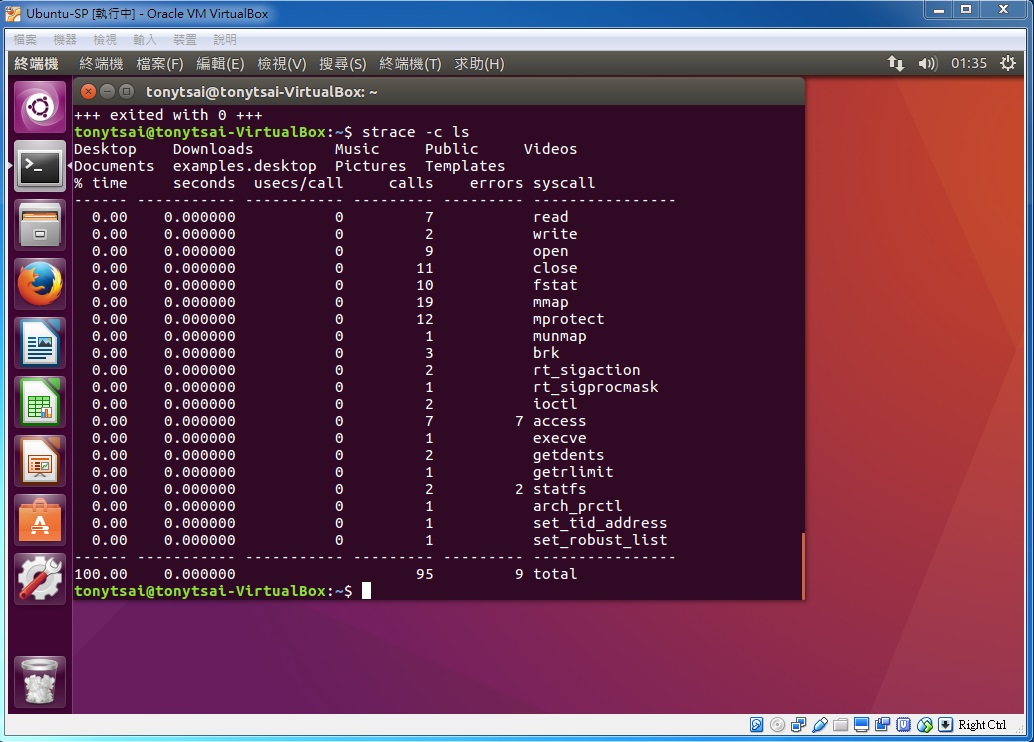 Ubuntu-SP [執行中] - Oracle VM VirtualBox
檔案 機器 檢視 輸入 裝置 說明
終端機 終端機 檔案(F) 編輯(E) 檢視(V) 搜尋(S) 終端機(T) 求助(H) 01:35
tonytsai@tonytsai-VirtualBox: ~
+++ exited with 0 +++
tonytsai@tonytsai-VirtualBox:~$ strace -c ls
Desktop    Downloads         Music     Public     Videos
Documents  examples.desktop  Pictures  Templates
% time     seconds  usecs/call     calls    errors syscall
------ ----------- ----------- --------- --------- ----------------
  0.00    0.000000           0         7           read
  0.00    0.000000           0         2           write
  0.00    0.000000           0         9           open
  0.00    0.000000           0        11           close
  0.00    0.000000           0        10           fstat
  0.00    0.000000           0        19           mmap
  0.00    0.000000           0        12           mprotect
  0.00    0.000000           0         1           munmap
  0.00    0.000000           0         3           brk
  0.00    0.000000           0         2           rt_sigaction
  0.00    0.000000           0         1           rt_sigprocmask
  0.00    0.000000           0         2           ioctl
  0.00    0.000000           0         7         7 access
  0.00    0.000000           0         1           execve
  0.00    0.000000           0         2           getdents
  0.00    0.000000           0         1           getrlimit
  0.00    0.000000           0         2         2 statfs
  0.00    0.000000           0         1           arch_prctl
  0.00    0.000000           0         1           set_tid_address
  0.00    0.000000           0         1           set_robust_list
------ ----------- ----------- --------- --------- ----------------
100.00    0.000000                    95         9 total
tonytsai@tonytsai-VirtualBox:~$
Right Ctrl